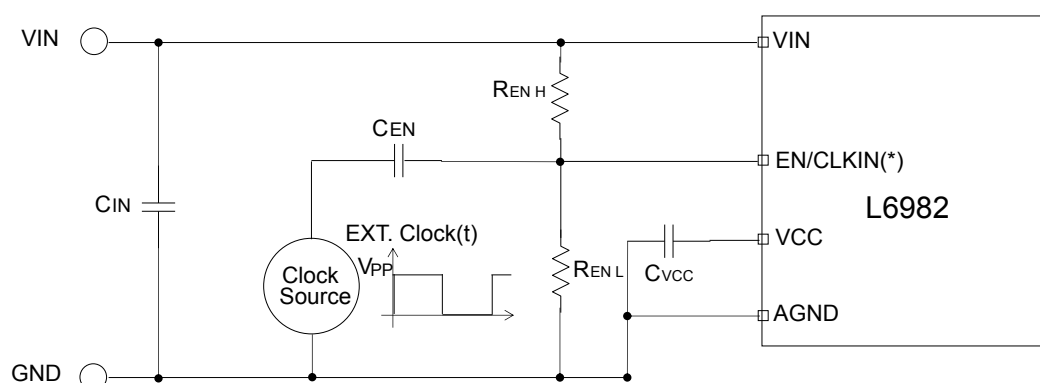 VIN
VIN
REN H
CEN
EN/CLKIN(*)
L6982
CIN
EXT. Clock(t)
VCC
VPP
Clock
Source
REN L
CVCC
AGND
GND